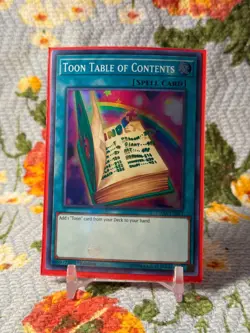 Toon Table of Contents
[Spell Card]
Add 1 "Toon" card from your Deck to your hand.